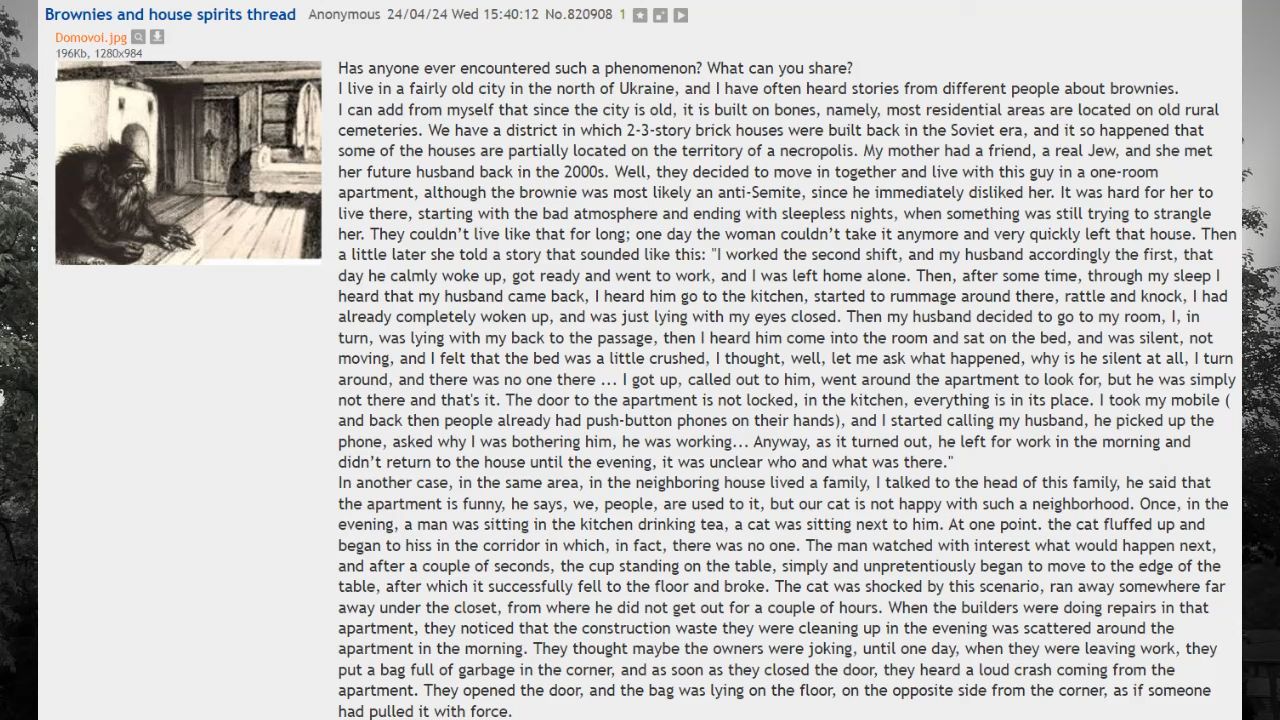 Brownies and house spirits thread Anonymous 24/04/24 Wed 15:40:12 No.820908 1
Domovoi.jpg
196Kb, 1280x984
Has anyone ever encountered such a phenomenon? What can you share?
I live in a fairly old city in the north of Ukraine, and I have often heard stories from different people about brownies.
I can add from myself that since the city is old, it is built on bones, namely, most residential areas are located on old rural
cemeteries. We have a district in which 2-3-story brick houses were built back in the Soviet era, and it so happened that
some of the houses are partially located on the territory of a necropolis. My mother had a friend, a real Jew, and she met
her future husband back in the 2000s. Well, they decided to move in together and live with this guy in a one-room
apartment, although the brownie was most likely an anti-Semite, since he immediately disliked her. It was hard for her to
live there, starting with the bad atmosphere and ending with sleepless nights, when something was still trying to strangle
her. They couldn’t live like that for long; one day the woman couldn’t take it anymore and very quickly left that house. Then
a little later she told a story that sounded like this: "I worked the second shift, and my husband accordingly the first, that
day he calmly woke up, got ready and went to work, and I was left home alone. Then, after some time, through my sleep I
heard that my husband came back, I heard him go to the kitchen, started to rummage around there, rattle and knock, I had
already completely woken up, and was just lying with my eyes closed. Then my husband decided to go to my room, I, in
turn, was lying with my back to the passage, then I heard him come into the room and sat on the bed, and was silent, not
moving, and I felt that the bed was a little crushed, I thought, well, let me ask what happened, why is he silent at all, I turn
around, and there was no one there ... I got up, called out to him, went around the apartment to look for, but he was simply
not there and that's it. The door to the apartment is not locked, in the kitchen, everything is in its place. I took my mobile (
and back then people already had push-button phones on their hands), and I started calling my husband, he picked up the
phone, asked why I was bothering him, he was working... Anyway, as it turned out, he left for work in the morning and
didn’t return to the house until the evening, it was unclear who and what was there."
In another case, in the same area, in the neighboring house lived a family, I talked to the head of this family, he said that
the apartment is funny, he says, we, people, are used to it, but our cat is not happy with such a neighborhood. Once, in the
evening, a man was sitting in the kitchen drinking tea, a cat was sitting next to him. At one point. the cat fluffed up and
began to hiss in the corridor in which, in fact, there was no one. The man watched with interest what would happen next,
and after a couple of seconds, the cup standing on the table, simply and unpretentiously began to move to the edge of the
table, after which it successfully fell to the floor and broke. The cat was shocked by this scenario, ran away somewhere far
away under the closet, from where he did not get out for a couple of hours. When the builders were doing repairs in that
apartment, they noticed that the construction waste they were cleaning up in the evening was scattered around the
apartment in the morning. They thought maybe the owners were joking, until one day, when they were leaving work, they
put a bag full of garbage in the corner, and as soon as they closed the door, they heard a loud crash coming from the
apartment. They opened the door, and the bag was lying on the floor, on the opposite side from the corner, as if someone
had pulled it with force.